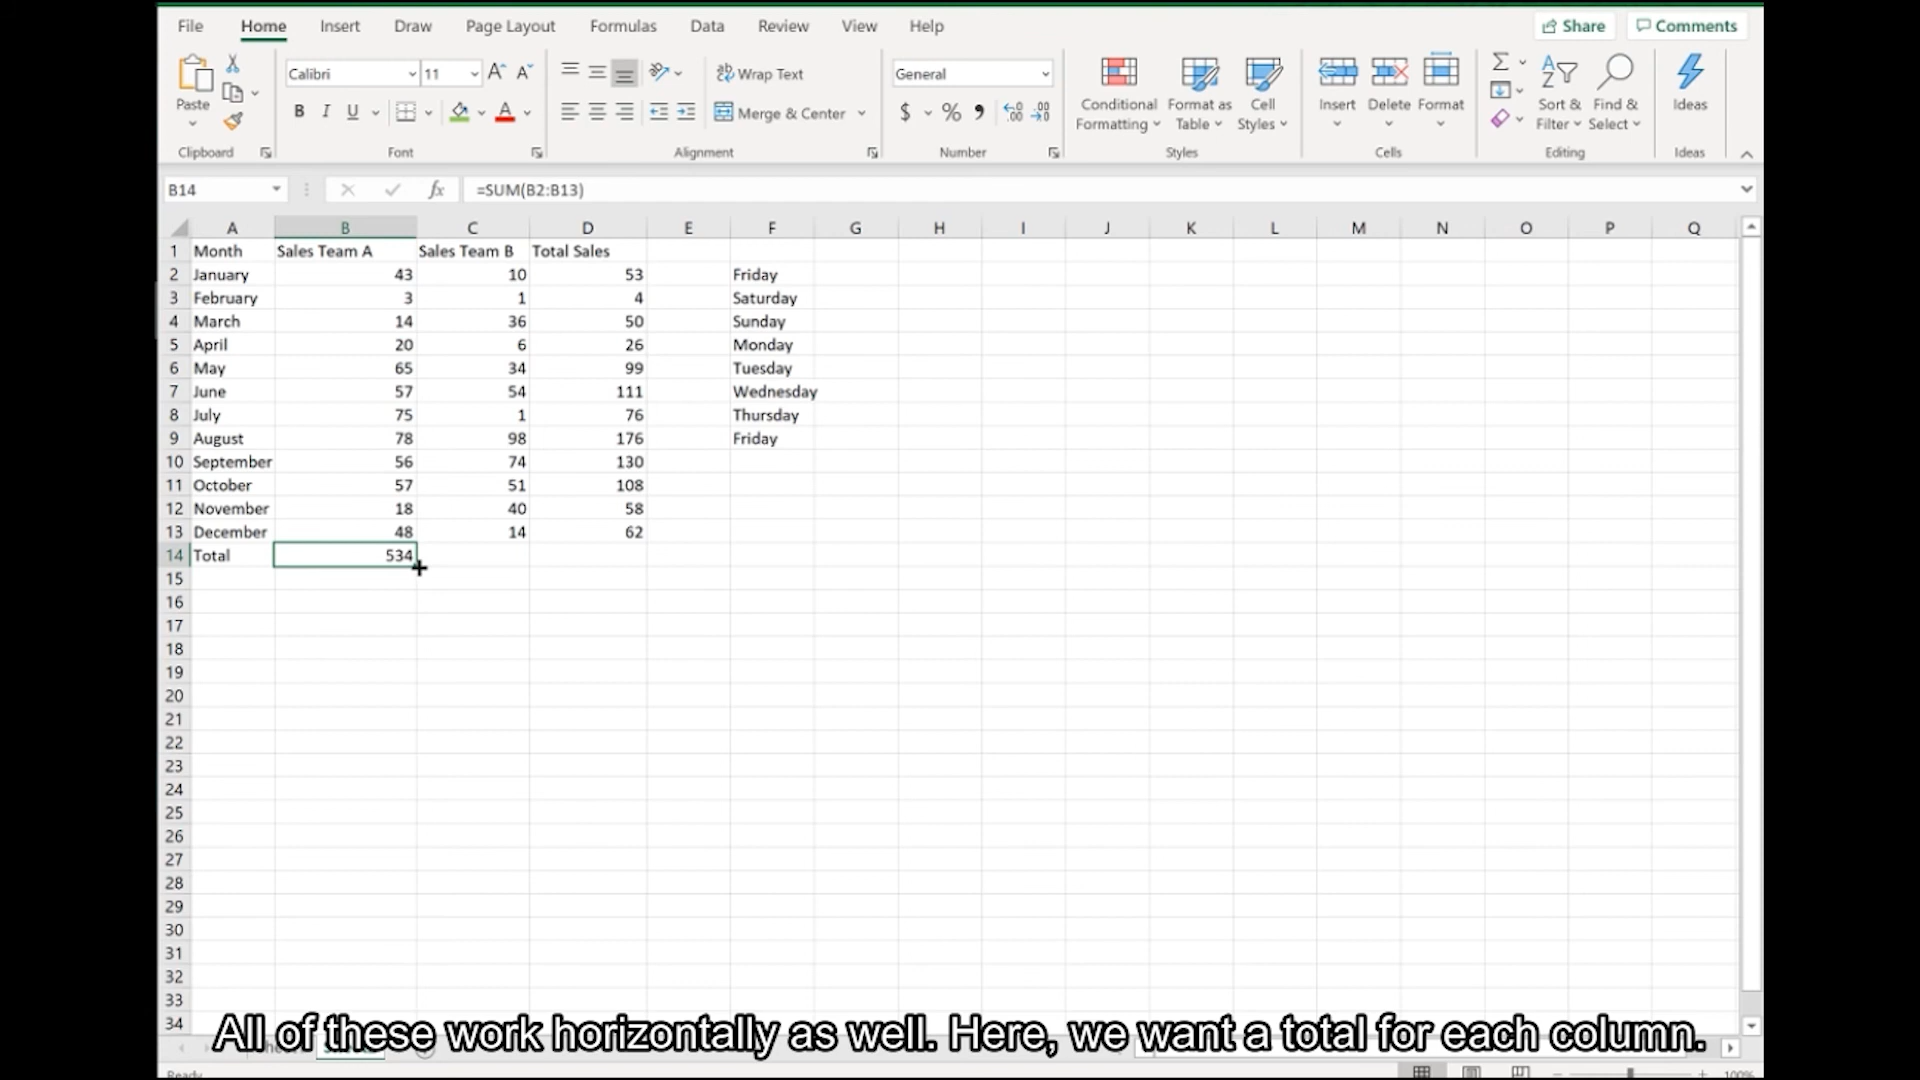 File Home Insert Draw Page Layout Formulas Data Review View Help Share Comments
Paste Calibri 11 Wrap Text General Conditional Formatting Format as Table Cell Styles Insert Delete Format Sort & Filter Find & Select Ideas
B I U Merge & Center $ %
Clipboard Font Alignment Number Styles Cells Editing Ideas
B14 fx =SUM(B2:B13)
A B C D E F G H I J K L M N O P Q
1 Month Sales Team A Sales Team B Total Sales
2 January 43 10 53 Friday
3 February 3 1 4 Saturday
4 March 14 36 50 Sunday
5 April 20 6 26 Monday
6 May 65 34 99 Tuesday
7 June 57 54 111 Wednesday
8 July 75 1 76 Thursday
9 August 78 98 176 Friday
10 September 56 74 130
11 October 57 51 108
12 November 18 40 58
13 December 48 14 62
14 Total 534
15
16
17
18
19
20
21
22
23
24
25
26
27
28
29
30
31
32
33
34
All of these work horizontally as well. Here, we want a total for each column.
Ready 100%